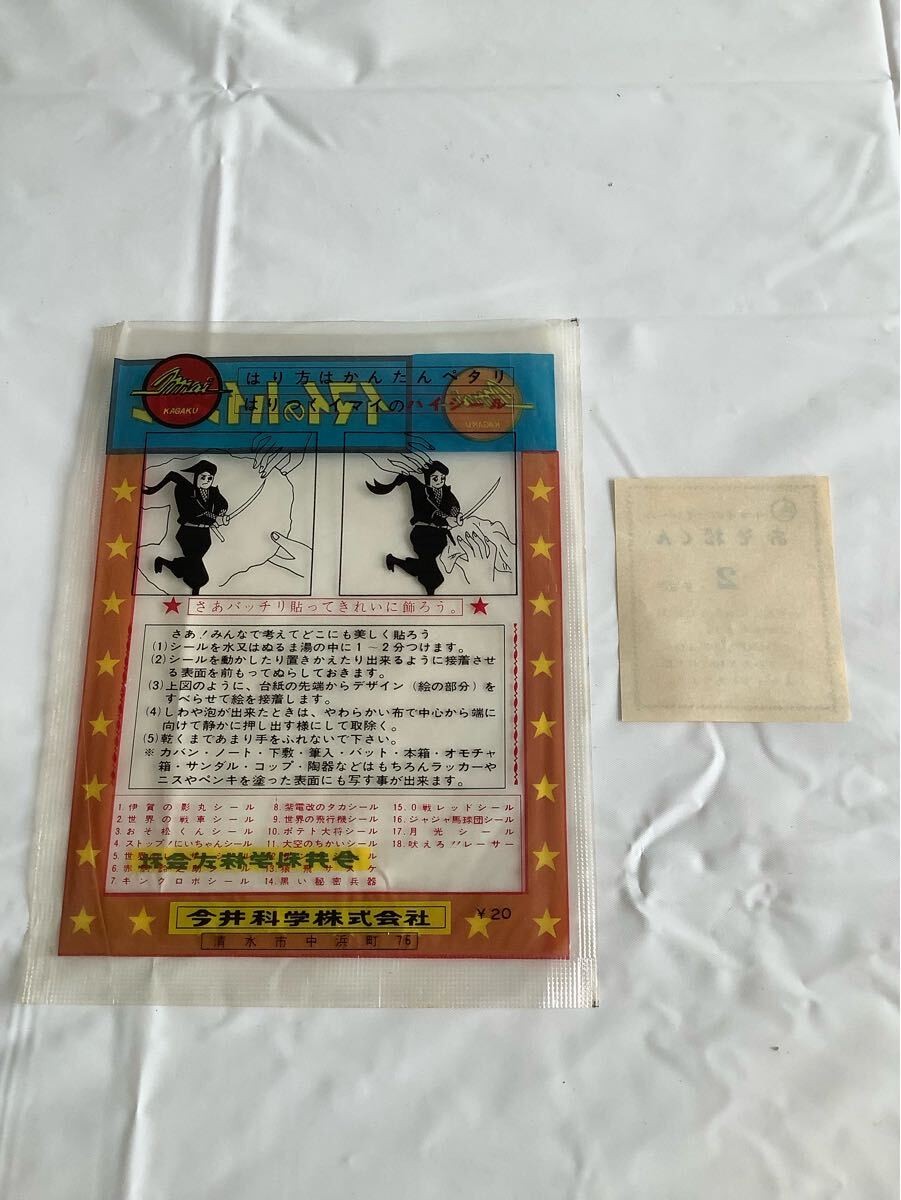 Imai
KAGAKU
はり方はかんたんペタリ
はりつくイマイのハイシール
さあバッチリ貼ってきれいに飾ろう。
さあ!みんなで考えてどこにも美しく貼ろう
(1)シールを水又はぬるま湯の中に1~2分つけます。
(2)シールを動かしたり置きかえたり出来るように接着させ
る表面を前もってぬらしておきます。
(3)上図のように、台紙の先端からデザイン(絵の部分)を
すべらせて絵を接着します。
(4)しわや泡が出来たときは、やわらかい布で中心から端に
向けて静かに押し出す様にして取除く。
(5)乾くまであまり手をふれないで下さい。
※カバン・ノート・下敷・筆入・バット・本箱・オモチャ
箱・サンダル・コップ・陶器などはもちろんラッカーや
ニスやペンキを塗った表面にも写す事が出来ます。
1. 伊賀の影丸シール
2. 世界の戦車シール
3. おそ松くんシール
4. ストップ!にいちゃんシール
5. 世界
6. 赤
7. キングロボシール
8. 紫電改のタカシール
9. 世界の飛行機シール
10. ポテト大将シール
11. 大空のちかいシール
12.
13.
14. 黒い秘密兵器
15. 0戦レッドシール
16. ジャジャ馬球団シール
17. 月光シール
18. 吠えろ!!レーサー
今井科学株式会社
¥20
清水市中浜町76
おそ松くん
2